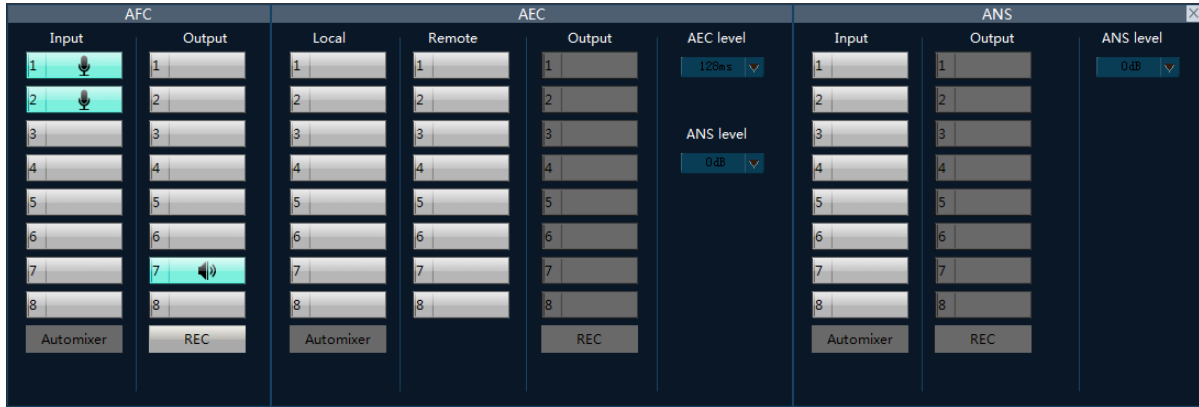 AFC AEC ANS
Input Output Local Remote Output AEC level Input Output ANS level
1 1 1 1 1 128ms 1 1 0dB
2 2 2 2 2 2 2
3 3 3 3 3 ANS level 3 3
4 4 4 4 4 0dB 4 4
5 5 5 5 5 5 5
6 6 6 6 6 6 6
7 7 7 7 7 7 7
8 8 8 8 8 8 8
Automixer REC Automixer REC Automixer REC